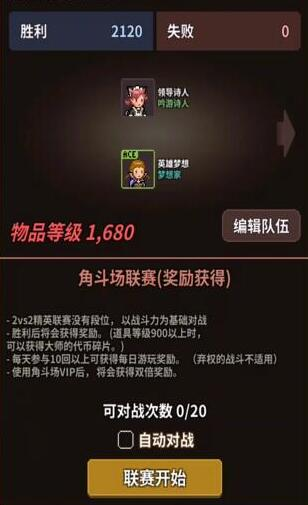 胜利 2120 失败 0
领导诗人
吟游诗人
ACE 英雄梦想
梦想家
物品等级 1,680 编辑队伍
角斗场联赛(奖励获得)
- 2vs2精英联赛没有段位，以战斗力为基础对战
- 胜利后将会获得奖励。(道具等级900以上时，
可以获得大师的代币碎片。)
- 每天参与10回以上可获得每日游玩奖励。（弃权的战斗不适用）
- 使用角斗场VIP后，将会获得双倍奖励。
可对战次数 0/20
自动对战
联赛开始